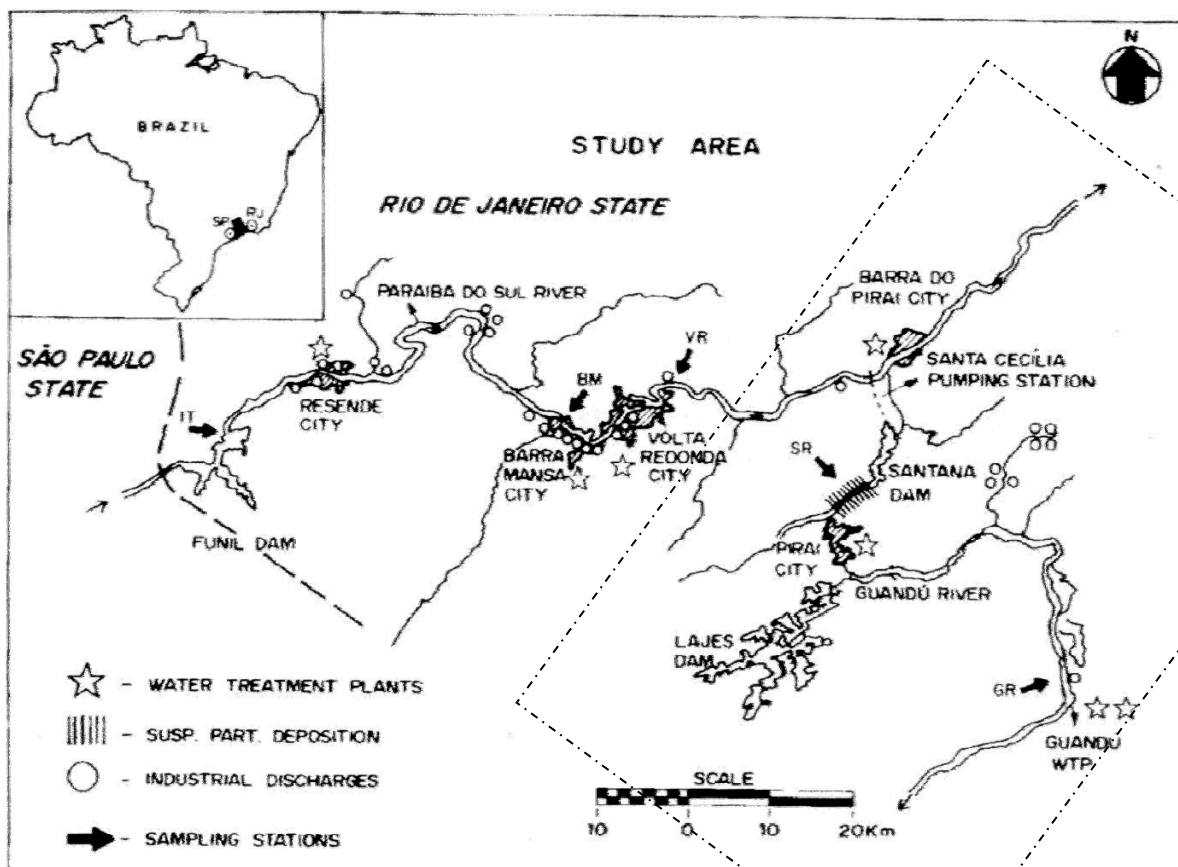 BRAZIL
SP
RJ
N
STUDY AREA
RIO DE JANEIRO STATE
PARAIBA DO SUL RIVER
BARRA DO
PIRAI CITY
SÃO PAULO
STATE
VR
SANTA CECÍLIA
PUMPING STATION
IT
RESENDE
CITY
BM
BARRA
MANSA
CITY
VOLTA
REDONDA
CITY
SR
SANTANA
DAM
FUNIL DAM
PIRAI
CITY
GUANDÚ RIVER
LAJES
DAM
GR
GUANDÚ
WTP
- WATER TREATMENT PLANTS
- SUSP. PART. DEPOSITION
- INDUSTRIAL DISCHARGES
- SAMPLING STATIONS
SCALE
10 0 10 20Km